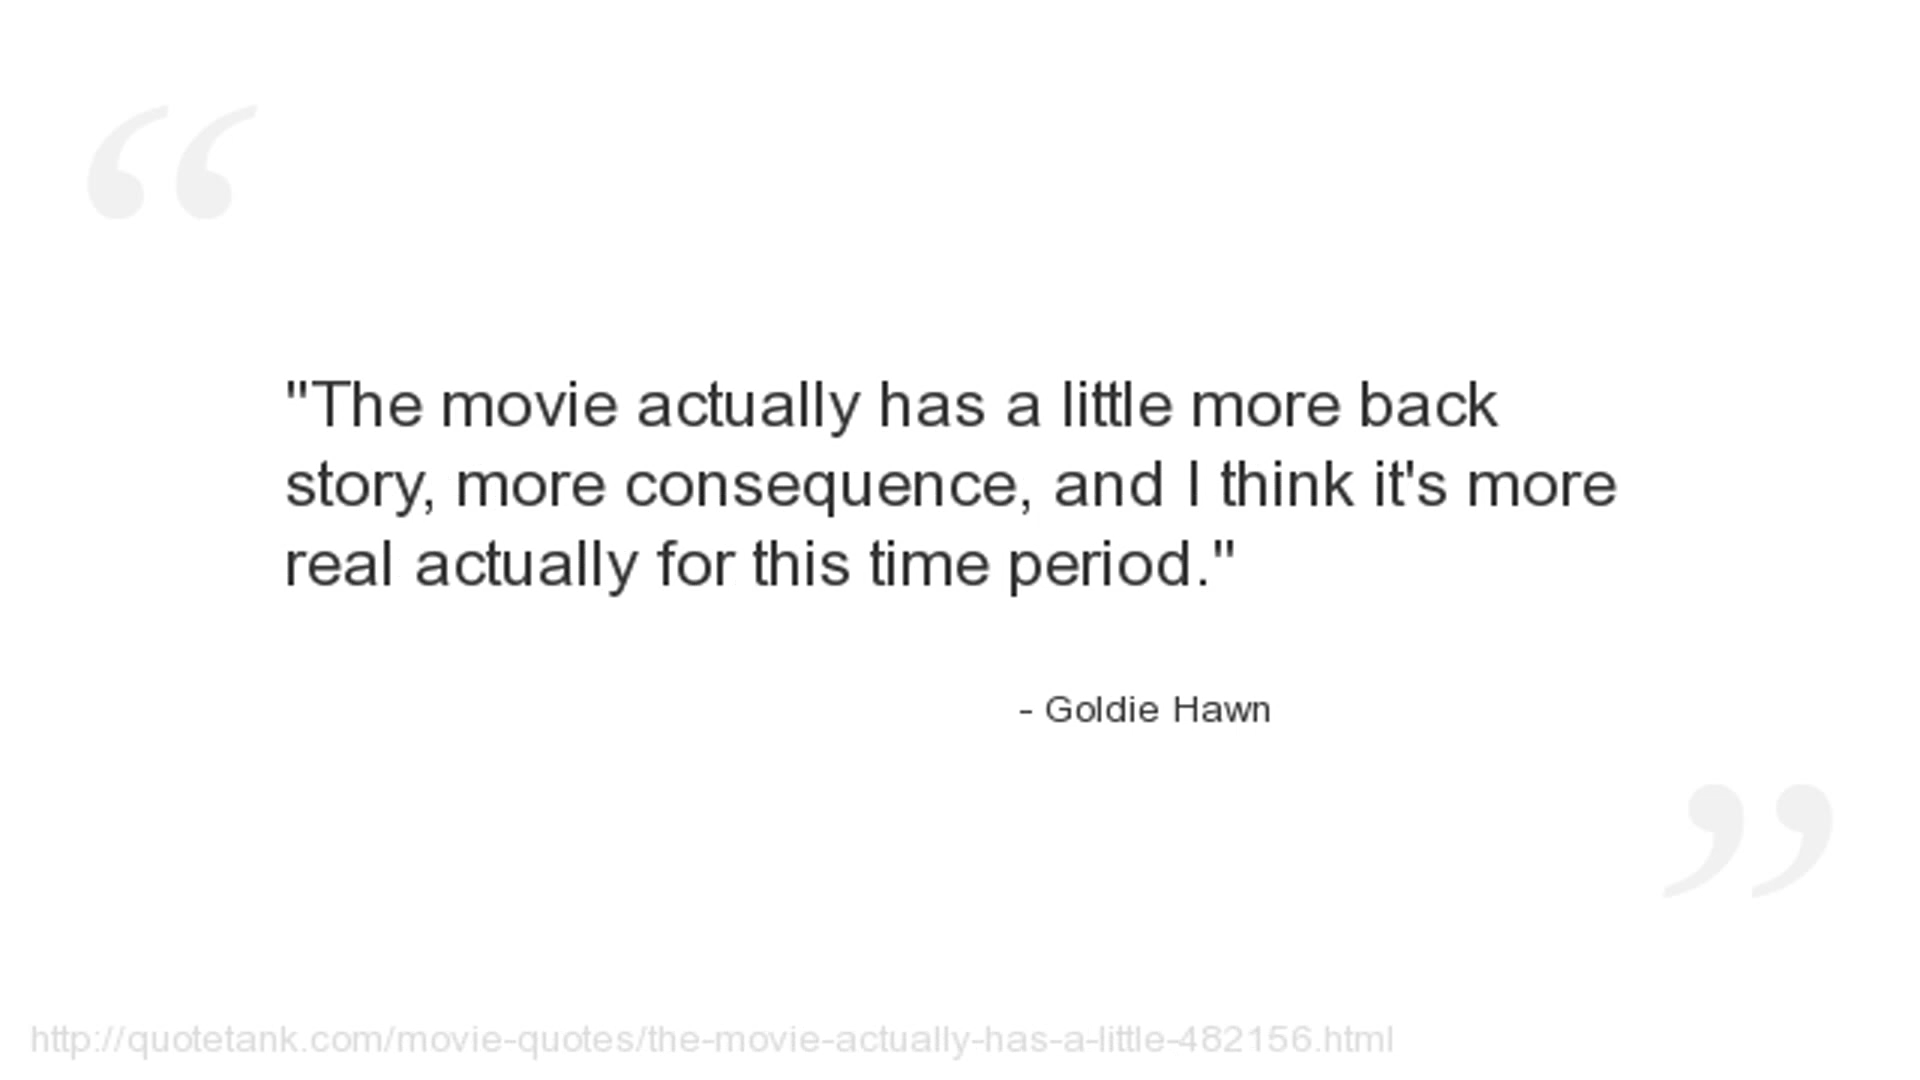 "The movie actually has a little more back
story, more consequence, and I think it's more
real actually for this time period."
- Goldie Hawn
http://quotetank.com/movie-quotes/the-movie-actually-has-a-little-482156.html